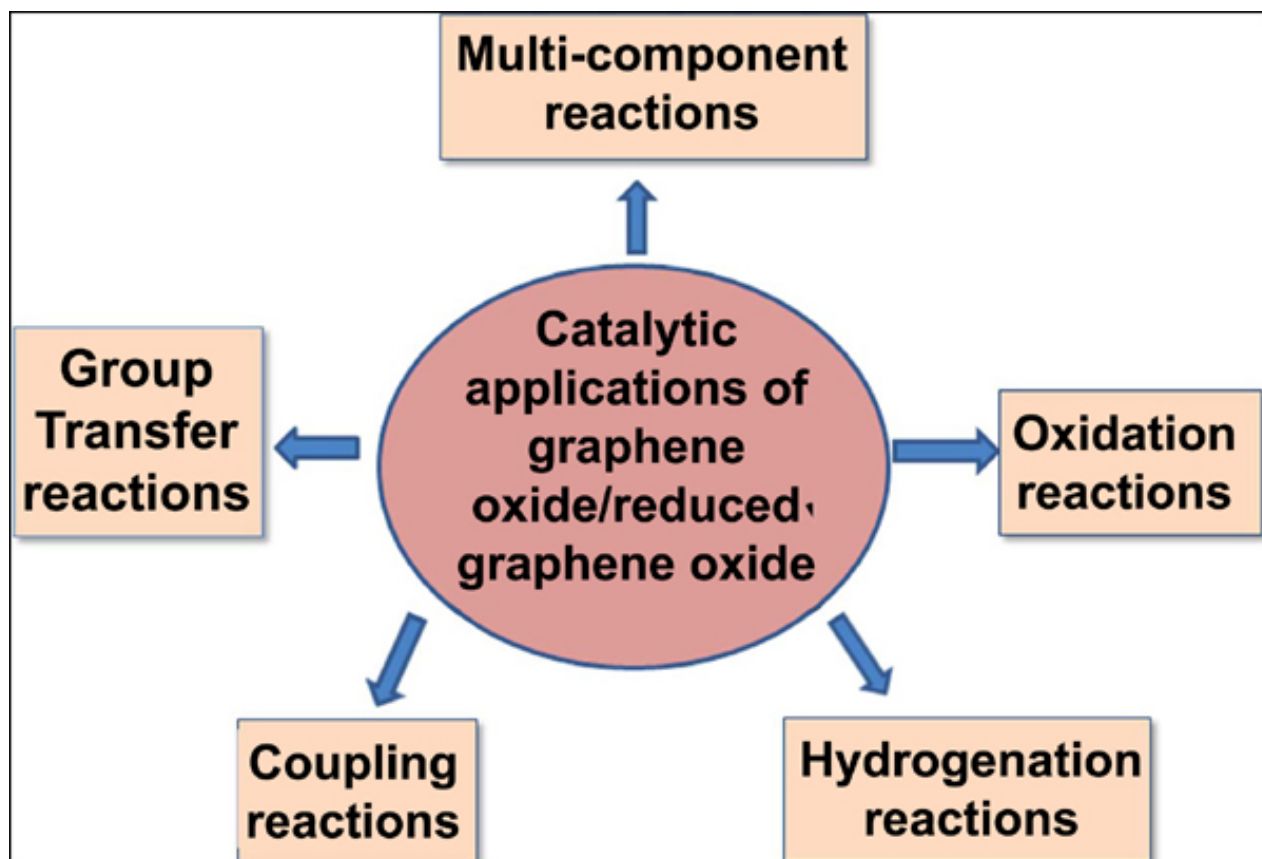 Multi-component
reactions
Catalytic
applications of
graphene
oxide/reduced
graphene oxide
Group
Transfer
reactions
Oxidation
reactions
Coupling
reactions
Hydrogenation
reactions